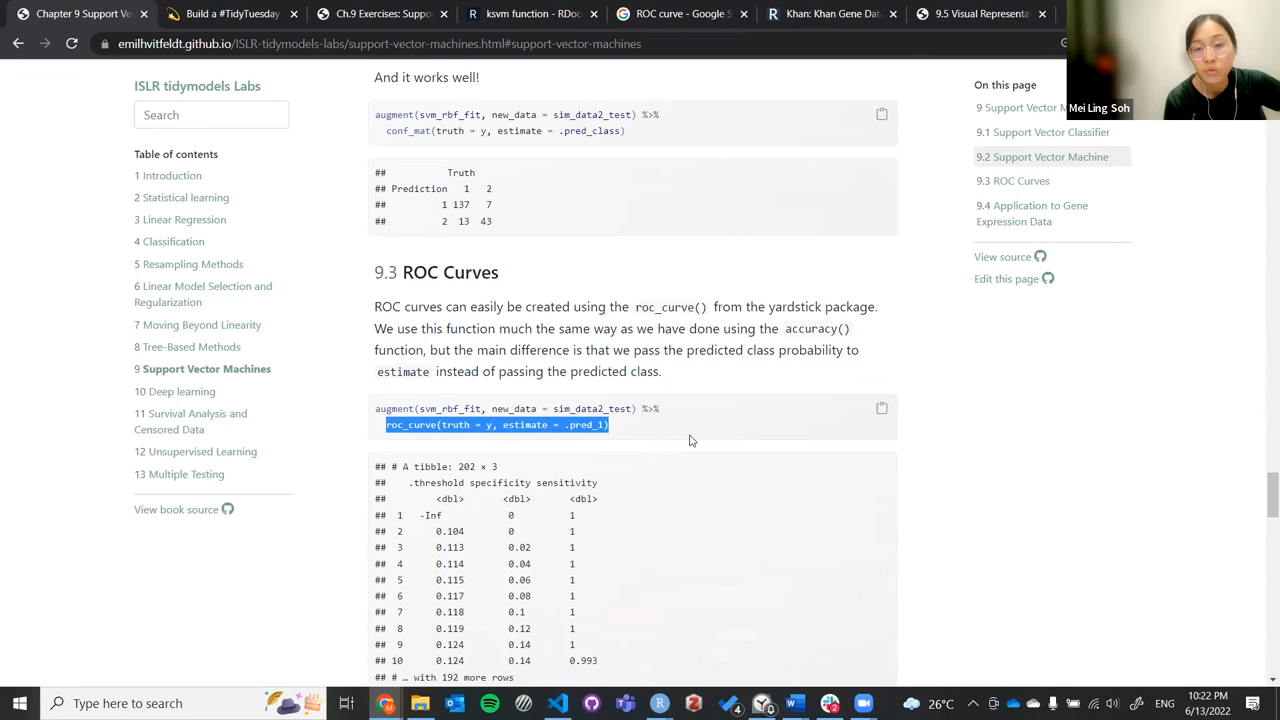 Chapter 9 Su
Tuesday
Ch.9 Exercises: Suppor
ksvm function - RDoc
ROC curve - Google S
Khan: Khan Gene Dat
9.5 Visual Representati
emilhvitfeldt.github.io/ISLR-tidymodels-labs/support-vector-machines.html#support-vector-machines
Mei Ling Soh
ISLR tidymodels Labs
Search
Table of contents
1 Introduction
2 Statistical learning
3 Linear Regression
4 Classification
5 Resampling Methods
6 Linear Model Selection and
Regularization
7 Moving Beyond Linearity
8 Tree-Based Methods
9 Support Vector Machines
10 Deep learning
11 Survival Analysis and
Censored Data
12 Unsupervised Learning
13 Multiple Testing
View book source
And it works well!
augment(svm_rbf_fit, new_data = sim_data2_test) %>%
conf_mat(truth = y, estimate = .pred_class)
## Truth
## Prediction 1 2
## 1 137 7
## 2 13 43
9.3 ROC Curves
ROC curves can easily be created using the roc_curve() from the yardstick package.
We use this function much the same way as we have done using the accuracy()
function, but the main difference is that we pass the predicted class probability to
estimate instead of passing the predicted class.
augment(svm_rbf_fit, new_data = sim_data2_test) %>%
roc_curve(truth = y, estimate = .pred_1)
## # A tibble: 202 × 3
## .threshold specificity sensitivity
## <dbl> <dbl> <dbl>
## 1 -Inf 0 1
## 2 0.104 0 1
## 3 0.113 0.02 1
## 4 0.114 0.04 1
## 5 0.115 0.06 1
## 6 0.117 0.08 1
## 7 0.118 0.1 1
## 8 0.119 0.12 1
## 9 0.124 0.14 1
## 10 0.124 0.14 0.993
## # … with 192 more rows
On this page
9 Support Vector M
9.1 Support Vector Classifier
9.2 Support Vector Machine
9.3 ROC Curves
9.4 Application to Gene
Expression Data
View source
Edit this page
Type here to search
4
0
2
26°C
ENG
10:22 PM
6/13/2022